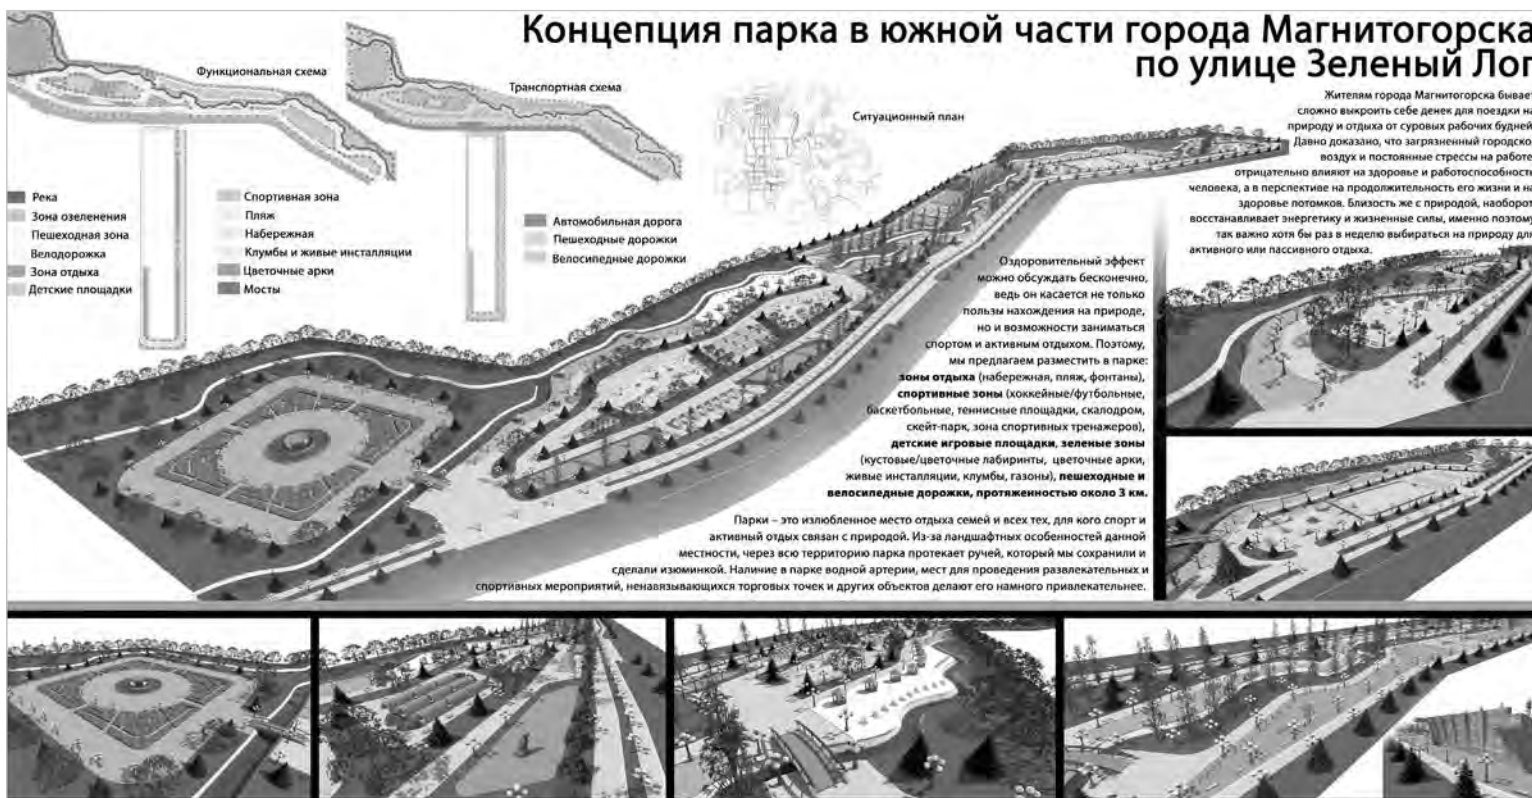 Концепция парка в южной части города Магнитогорска
по улице Зеленый Лог
Функциональная схема
Транспортная схема
Ситуационный план
Жителям города Магнитогорска бывает
сложно выкроить себе денек для поездки на
природу и отдыха от суровых рабочих будней.
Давно доказано, что загрязненный городской
воздух и постоянные стрессы на работе
отрицательно влияют на здоровье и работоспособность
человека, а в перспективе на продолжительность его жизни и на
здоровье потомков. Близость же с природой, наоборот
восстанавливает энергетику и жизненные силы, именно поэтому
так важно хотя бы раз в неделю выбираться на природу для
активного или пассивного отдыха.
Река
Зона озеленения
Пешеходная зона
Велодорожка
Зона отдыха
Детские площадки
Спортивная зона
Пляж
Набережная
Клумбы и живые инсталляции
Цветочные арки
Мосты
Автомобильная дорога
Пешеходные дорожки
Велосипедные дорожки
Оздоровительный эффект
можно обсуждать бесконечно,
ведь он касается не только
пользы нахождения на природе,
но и возможности заниматься
спортом и активным отдыхом. Поэтому,
мы предлагаем разместить в парке:
зоны отдыха (набережная, пляж, фонтаны),
спортивные зоны (хоккейные/футбольные,
баскетбольные, теннисные площадки, скалодром,
скейт-парк, зона спортивных тренажеров),
детские игровые площадки, зеленые зоны
(кустовые/цветочные лабиринты, цветочные арки,
живые инсталляции, клумбы, газоны), пешеходные и
велосипедные дорожки, протяженностью около 3 км.
Парки – это излюбленное место отдыха семей и всех тех, для кого спорт и
активный отдых связан с природой. Из-за ландшафтных особенностей данной
местности, через всю территорию парка протекает ручей, который мы сохранили и
сделали изюминкой. Наличие в парке водной артерии, мест для проведения развлекательных и
спортивных мероприятий, ненавязывающихся торговых точек и других объектов делают его намного привлекательнее.